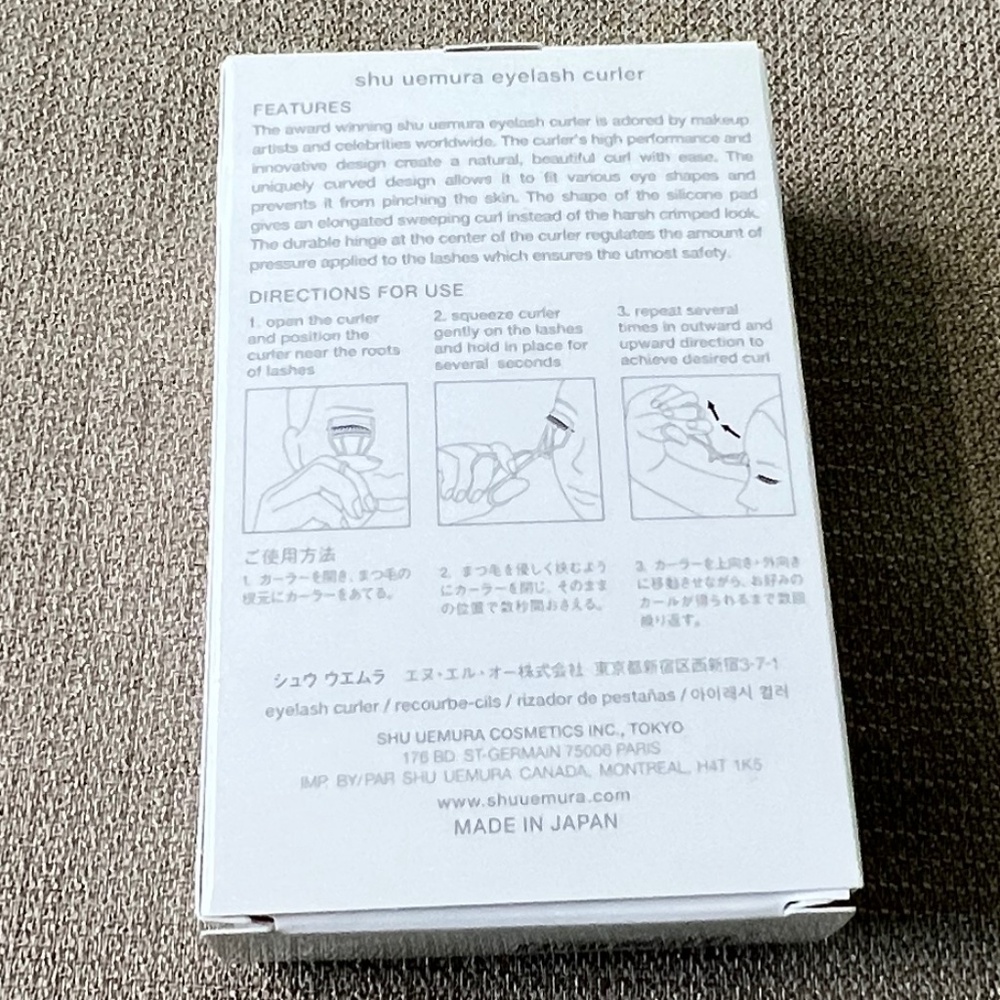 shu uemura eyelash curler
FEATURES
The award winning shu uemura eyelash curler is adored by makeup
artists and celebrities worldwide. The curler's high performance and
innovative design create a natural, beautiful curl with ease. The
uniquely curved design allows it to fit various eye shapes and
prevents it from pinching the skin. The shape of the silicone pad
gives an elongated sweeping curl instead of the harsh crimped look.
The durable hinge at the center of the curler regulates the amount of
pressure applied to the lashes which ensures the utmost safety.
DIRECTIONS FOR USE
1. open the curler
and position the
curler near the roots
of lashes
2. squeeze curler
gently on the lashes
and hold in place for
several seconds
3. repeat several
times in outward and
upward direction to
achieve desired curl
ご使用方法
1. カーラーを開き、まつ毛の
根元にカーラーをあてる。
2. まつ毛を優しく挟むよう
にカーラーを閉じ、そのまま
の位置で数秒間おさえる。
3. カーラーを上向き・外向き
に移動させながら、お好みの
カールが得られるまで数回
繰り返す。
シュウ ウエムラ エヌ・エル・オー株式会社 東京都新宿区西新宿3-7-1
eyelash curler / recourbe-cils / rizador de pestañas / 아이래시 컬러
SHU UEMURA COSMETICS INC., TOKYO
176 BD. ST-GERMAIN 75006 PARIS
IMP. BY/PAR SHU UEMURA CANADA, MONTREAL, H4T 1K5
www.shuuemura.com
MADE IN JAPAN